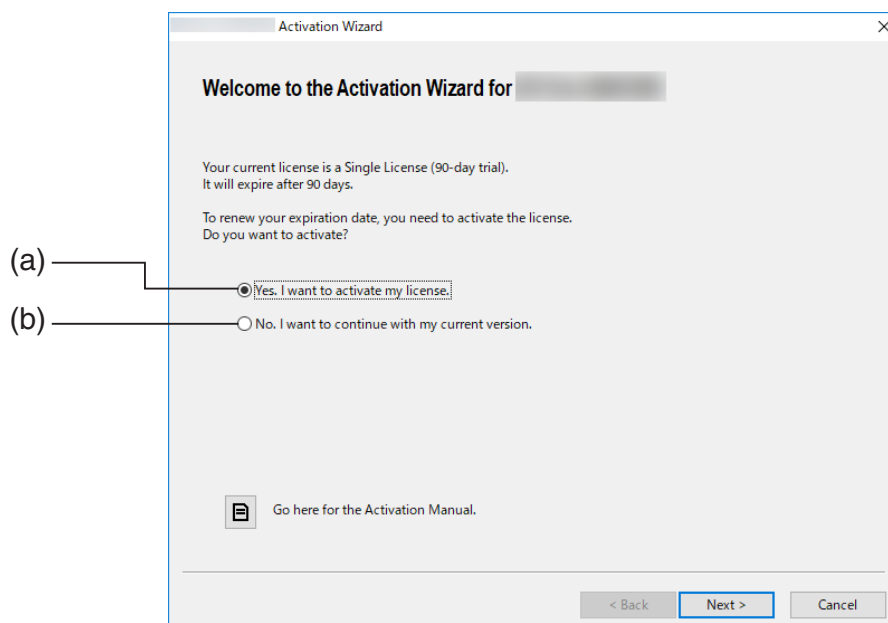 Activation Wizard
Welcome to the Activation Wizard for
Your current license is a Single License (90-day trial).
It will expire after 90 days.
To renew your expiration date, you need to activate the license.
Do you want to activate?
(a)
Yes. I want to activate my license.
(b)
No. I want to continue with my current version.
Go here for the Activation Manual.
< Back
Next >
Cancel